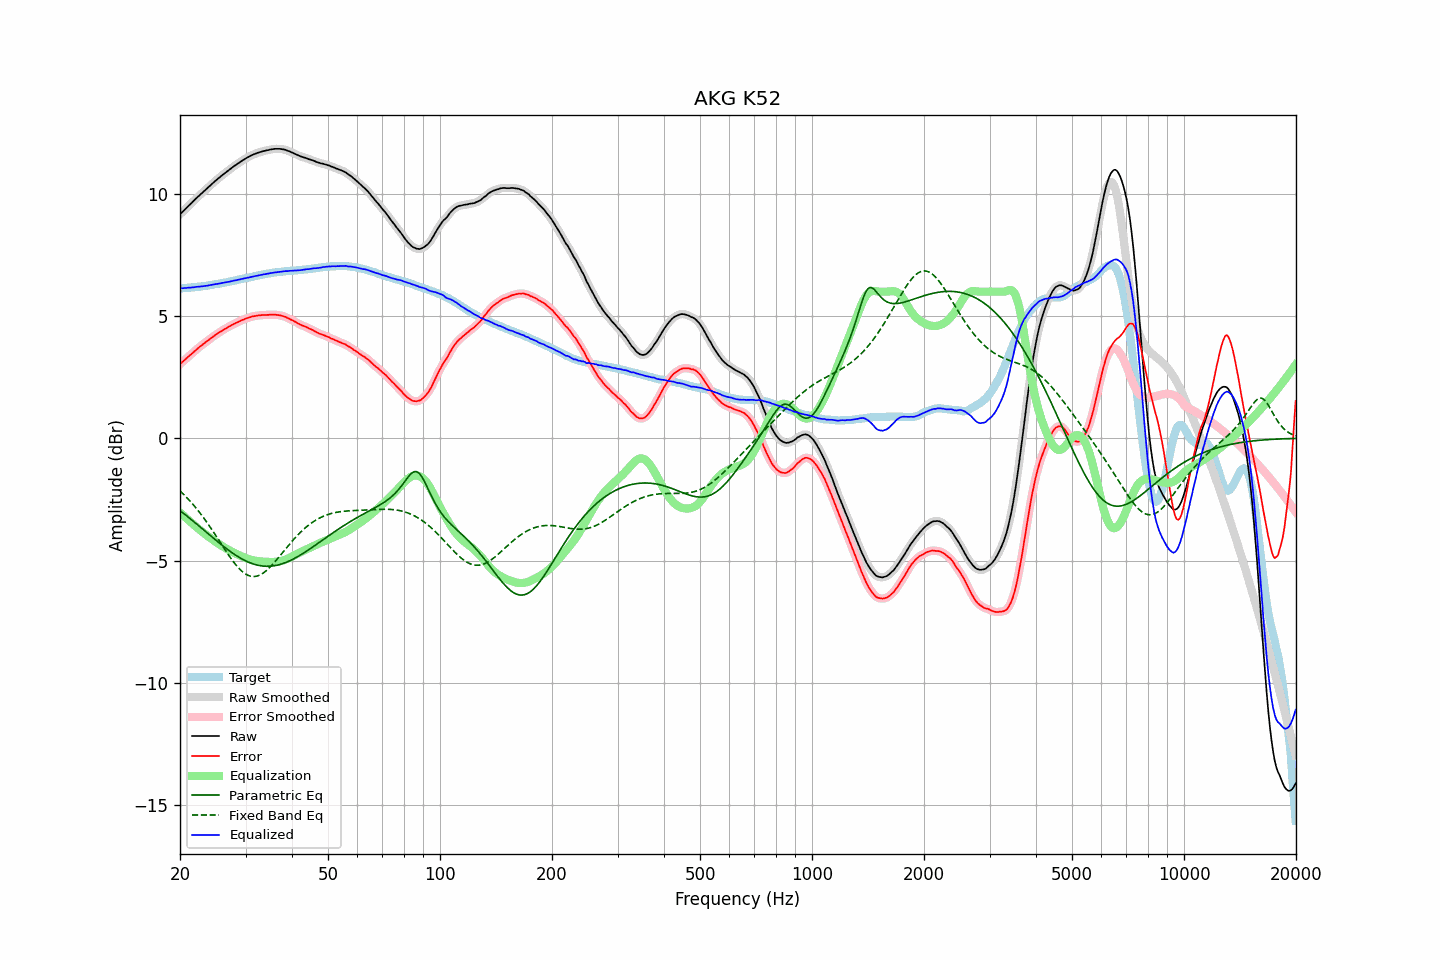 AKG K52
Amplitude (dBr)
10
5
0
−5
−10
−15
Target
Raw Smoothed
Error Smoothed
Raw
Error
Equalization
Parametric Eq
Fixed Band Eq
Equalized
20 50 100 200 500 1000 2000 5000 10000 20000
Frequency (Hz)